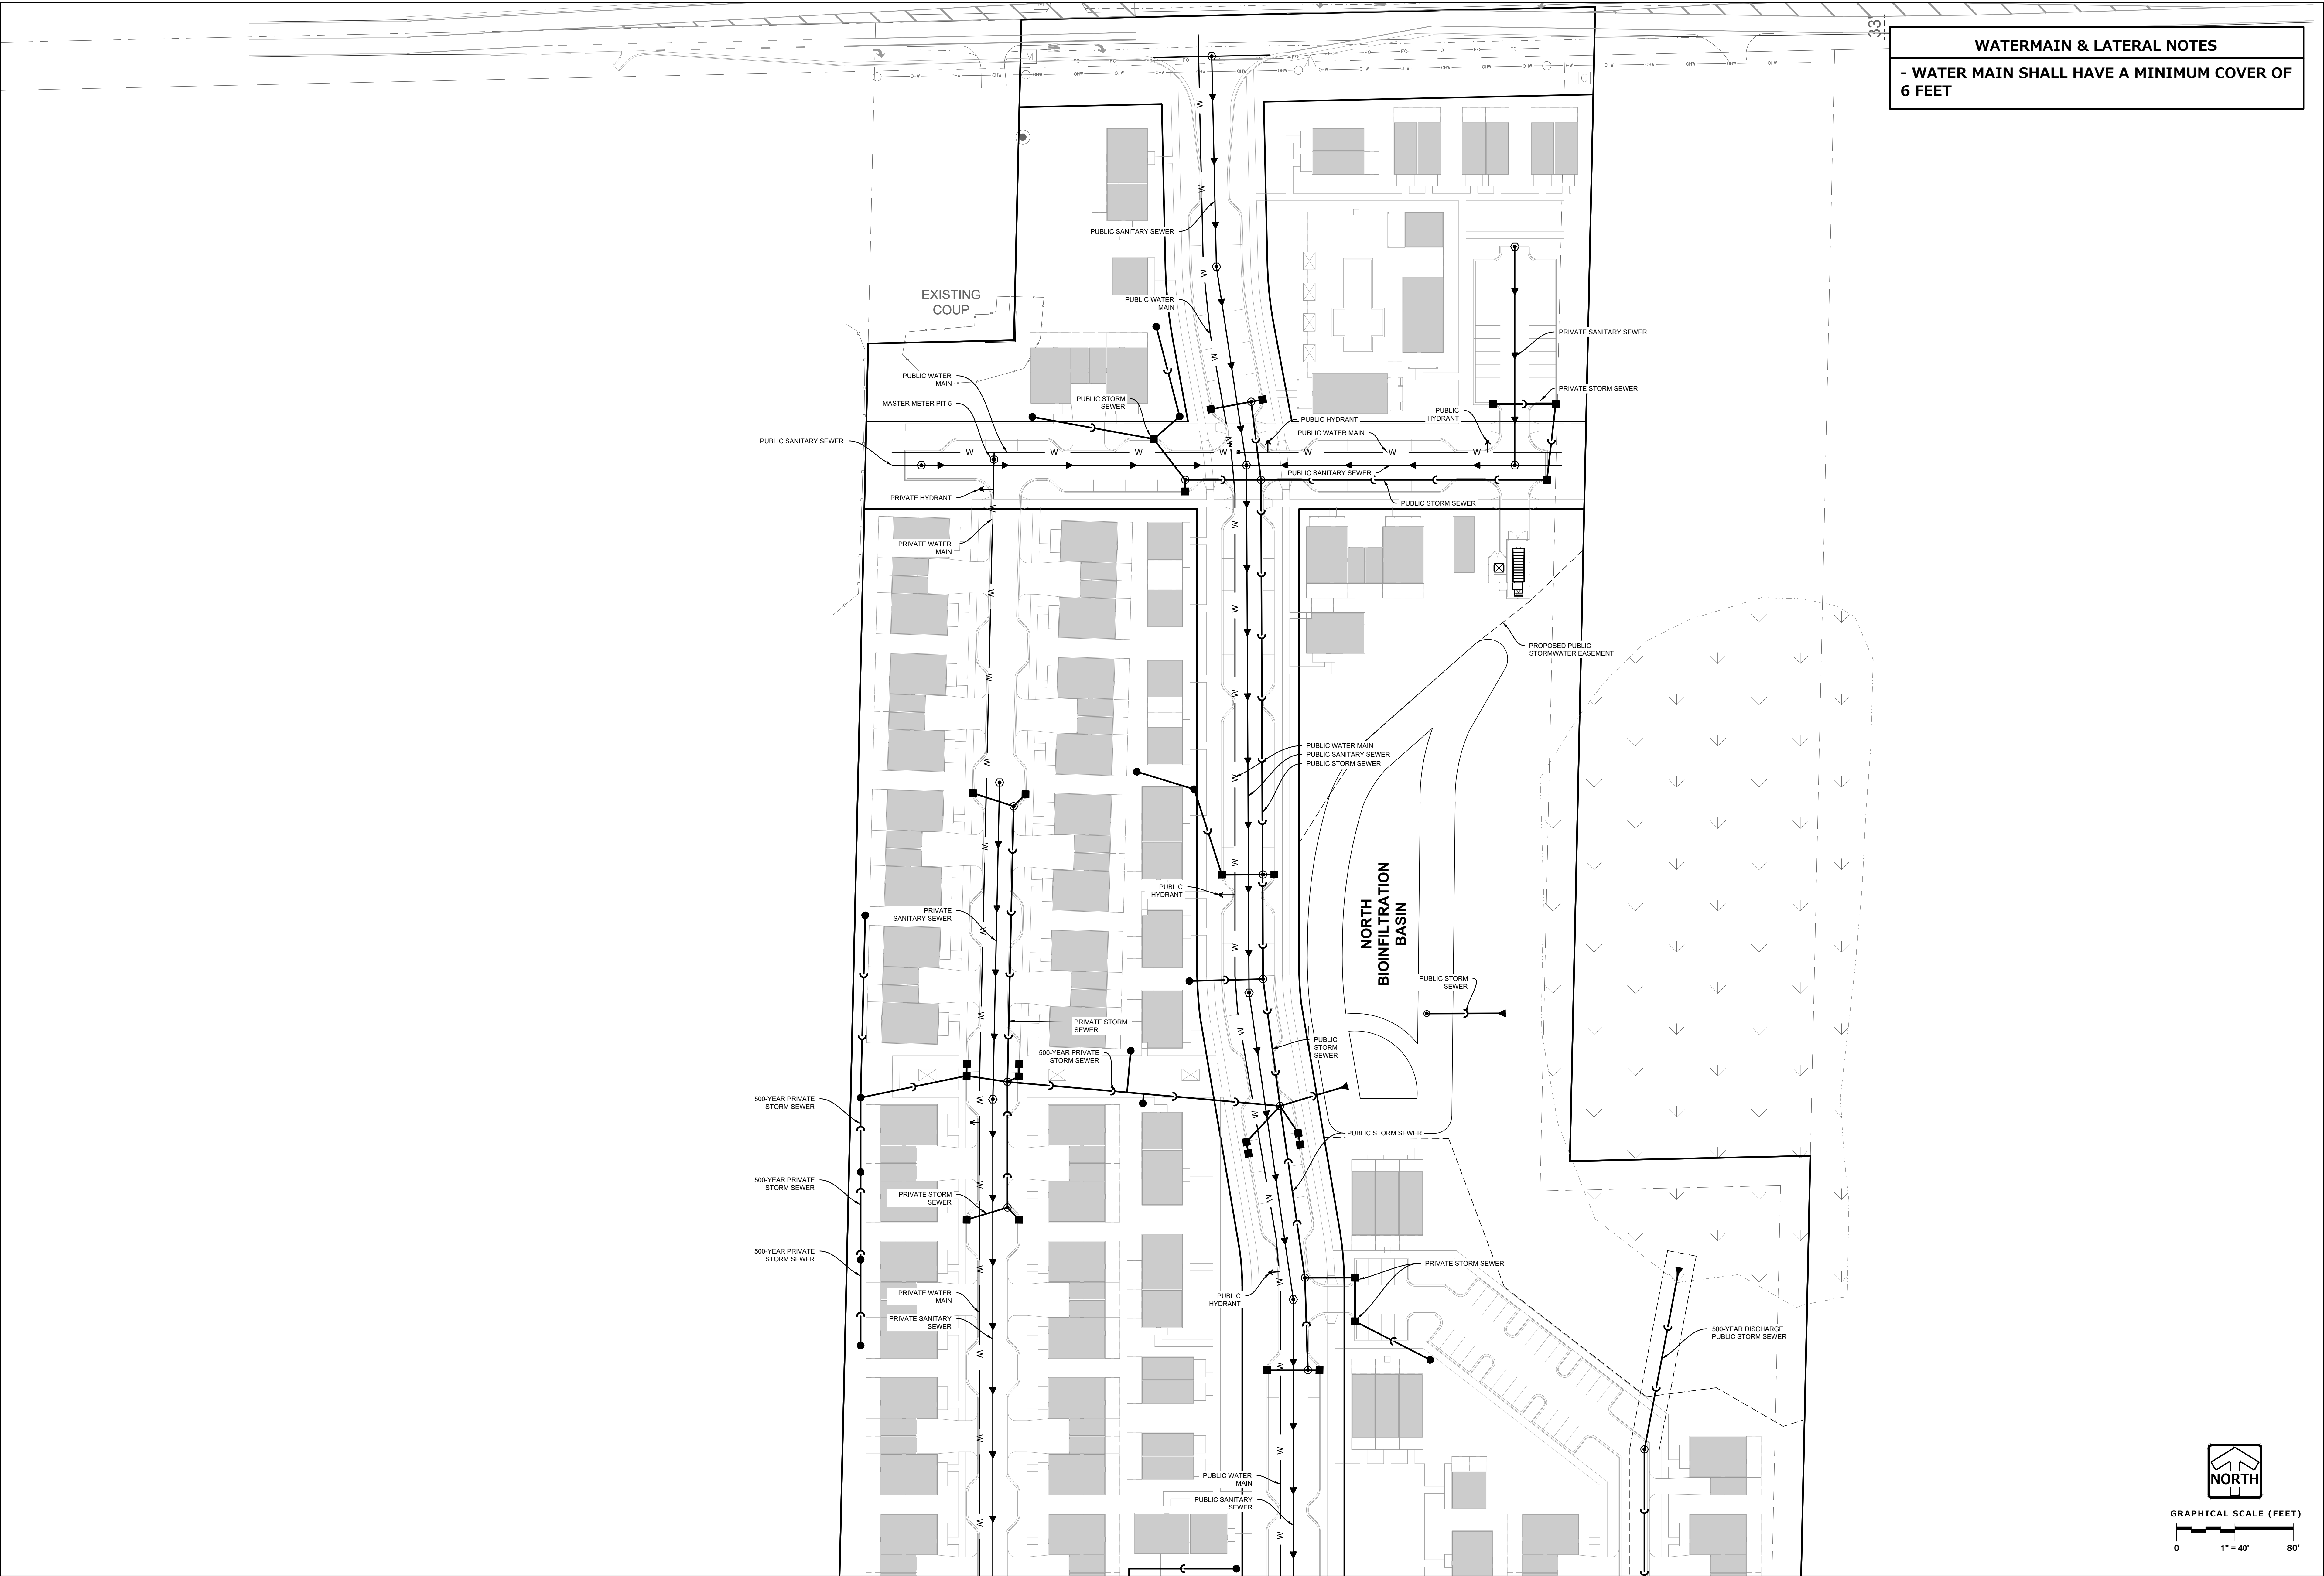 33'
WATERMAIN & LATERAL NOTES
- WATER MAIN SHALL HAVE A MINIMUM COVER OF
6 FEET
PUBLIC SANITARY SEWER
EXISTING
COUP
PUBLIC WATER
MAIN
PRIVATE SANITARY SEWER
PUBLIC WATER
MAIN
MASTER METER PIT 5
PUBLIC STORM
SEWER
PRIVATE STORM SEWER
PUBLIC HYDRANT
PUBLIC
HYDRANT
PUBLIC WATER MAIN
PUBLIC SANITARY SEWER
PUBLIC SANITARY SEWER
PRIVATE HYDRANT
PUBLIC STORM SEWER
PRIVATE WATER
MAIN
PROPOSED PUBLIC
STORMWATER EASEMENT
PUBLIC WATER MAIN
PUBLIC SANITARY SEWER
PUBLIC STORM SEWER
PUBLIC
HYDRANT
NORTH
BIOINFILTRATION
BASIN
PRIVATE
SANITARY SEWER
PUBLIC STORM
SEWER
PRIVATE STORM
SEWER
PUBLIC
STORM
SEWER
500-YEAR PRIVATE
STORM SEWER
500-YEAR PRIVATE
STORM SEWER
PUBLIC STORM SEWER
500-YEAR PRIVATE
STORM SEWER
PRIVATE STORM
SEWER
500-YEAR PRIVATE
STORM SEWER
PRIVATE STORM SEWER
PRIVATE WATER
MAIN
PUBLIC
HYDRANT
PRIVATE SANITARY
SEWER
500-YEAR DISCHARGE
PUBLIC STORM SEWER
PUBLIC WATER
MAIN
PUBLIC SANITARY
SEWER
NORTH
GRAPHICAL SCALE (FEET)
0 1" = 40' 80'